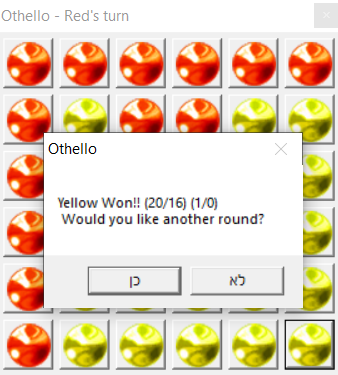 Othello - Red's turn
Othello
Yellow Won!! (20/16) (1/0)
Would you like another round?
כן
לא